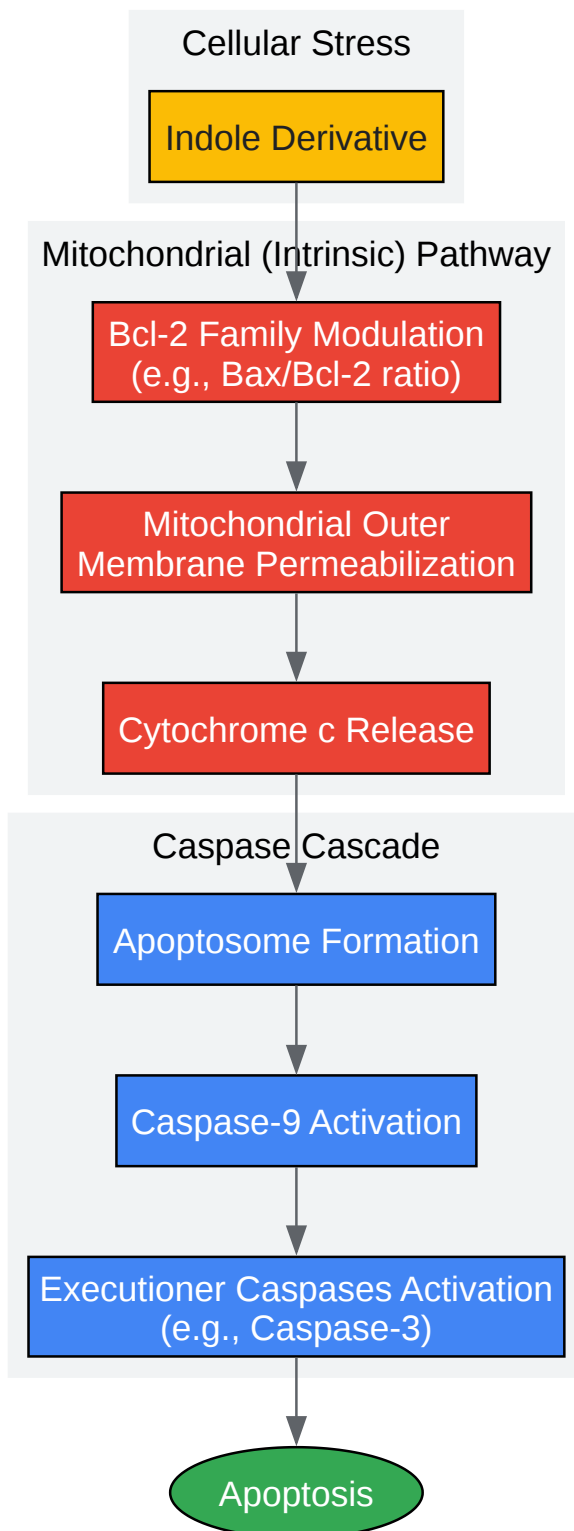 Cellular Stress
Indole Derivative
Mitochondrial (Intrinsic) Pathway
Bcl-2 Family Modulation
(e.g., Bax/Bcl-2 ratio)
Mitochondrial Outer
Membrane Permeabilization
Cytochrome c Release
Caspase Cascade
Apoptosome Formation
Caspase-9 Activation
Executioner Caspases Activation
(e.g., Caspase-3)
Apoptosis